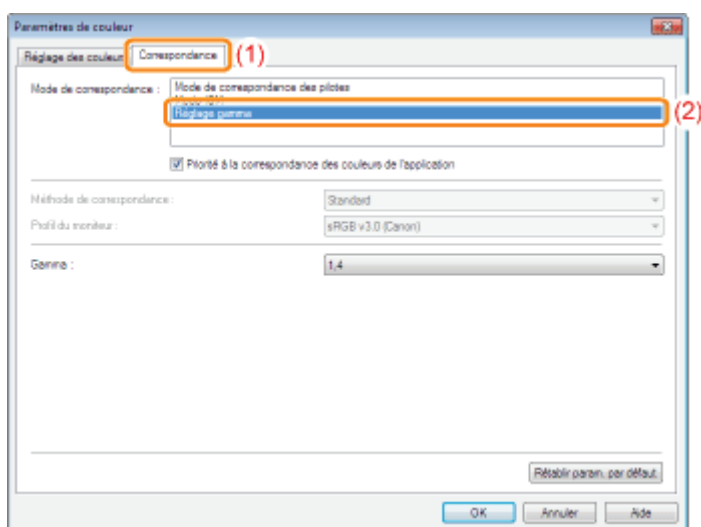 Paramètres de couleur
Réglage des couleur Correspondance (1)
Mode de correspondance : Mode de correspondance des pilotes
Mode
Réglage gamma (2)
Priorité à la correspondance des couleurs de l'application
Méthode de correspondance : Standard
Profil du moniteur : sRGB v3.0 (Canon)
Gamma : 1,4
Rétablir param. par défaut
OK Annuler Aide